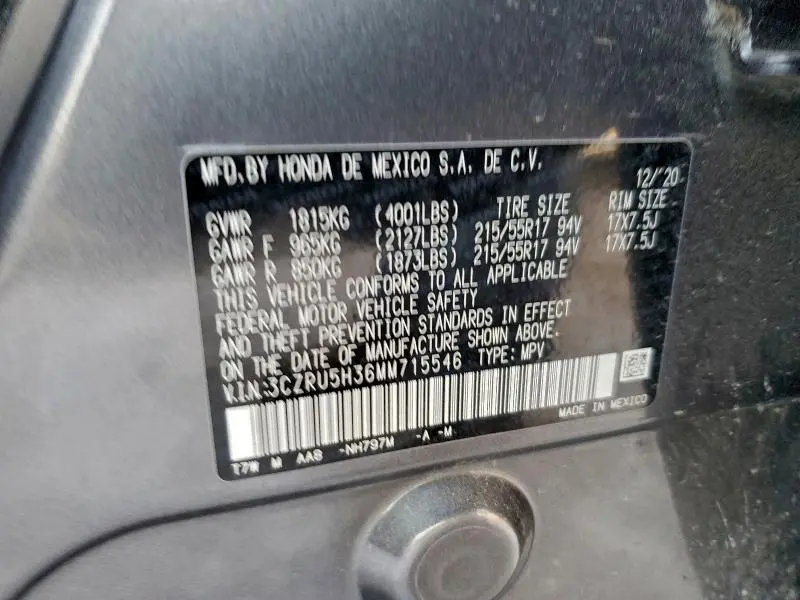 MFD. BY HONDA DE MEXICO S.A. DE C.V. 12/'20
GVWR 1815KG (4001LBS) TIRE SIZE RIM SIZE
GAWR F 965KG (2127LBS) 215/55R17 94V 17X7.5J
GAWR R 850KG (1873LBS) 215/55R17 94V 17X7.5J
THIS VEHICLE CONFORMS TO ALL APPLICABLE
FEDERAL MOTOR VEHICLE SAFETY
AND THEFT PREVENTION STANDARDS IN EFFECT
ON THE DATE OF MANUFACTURE SHOWN ABOVE.
V.I.N:3CZRU5H36MM715546 TYPE: MPV
MADE IN MEXICO
T7W M AAS -NH797M -A -M